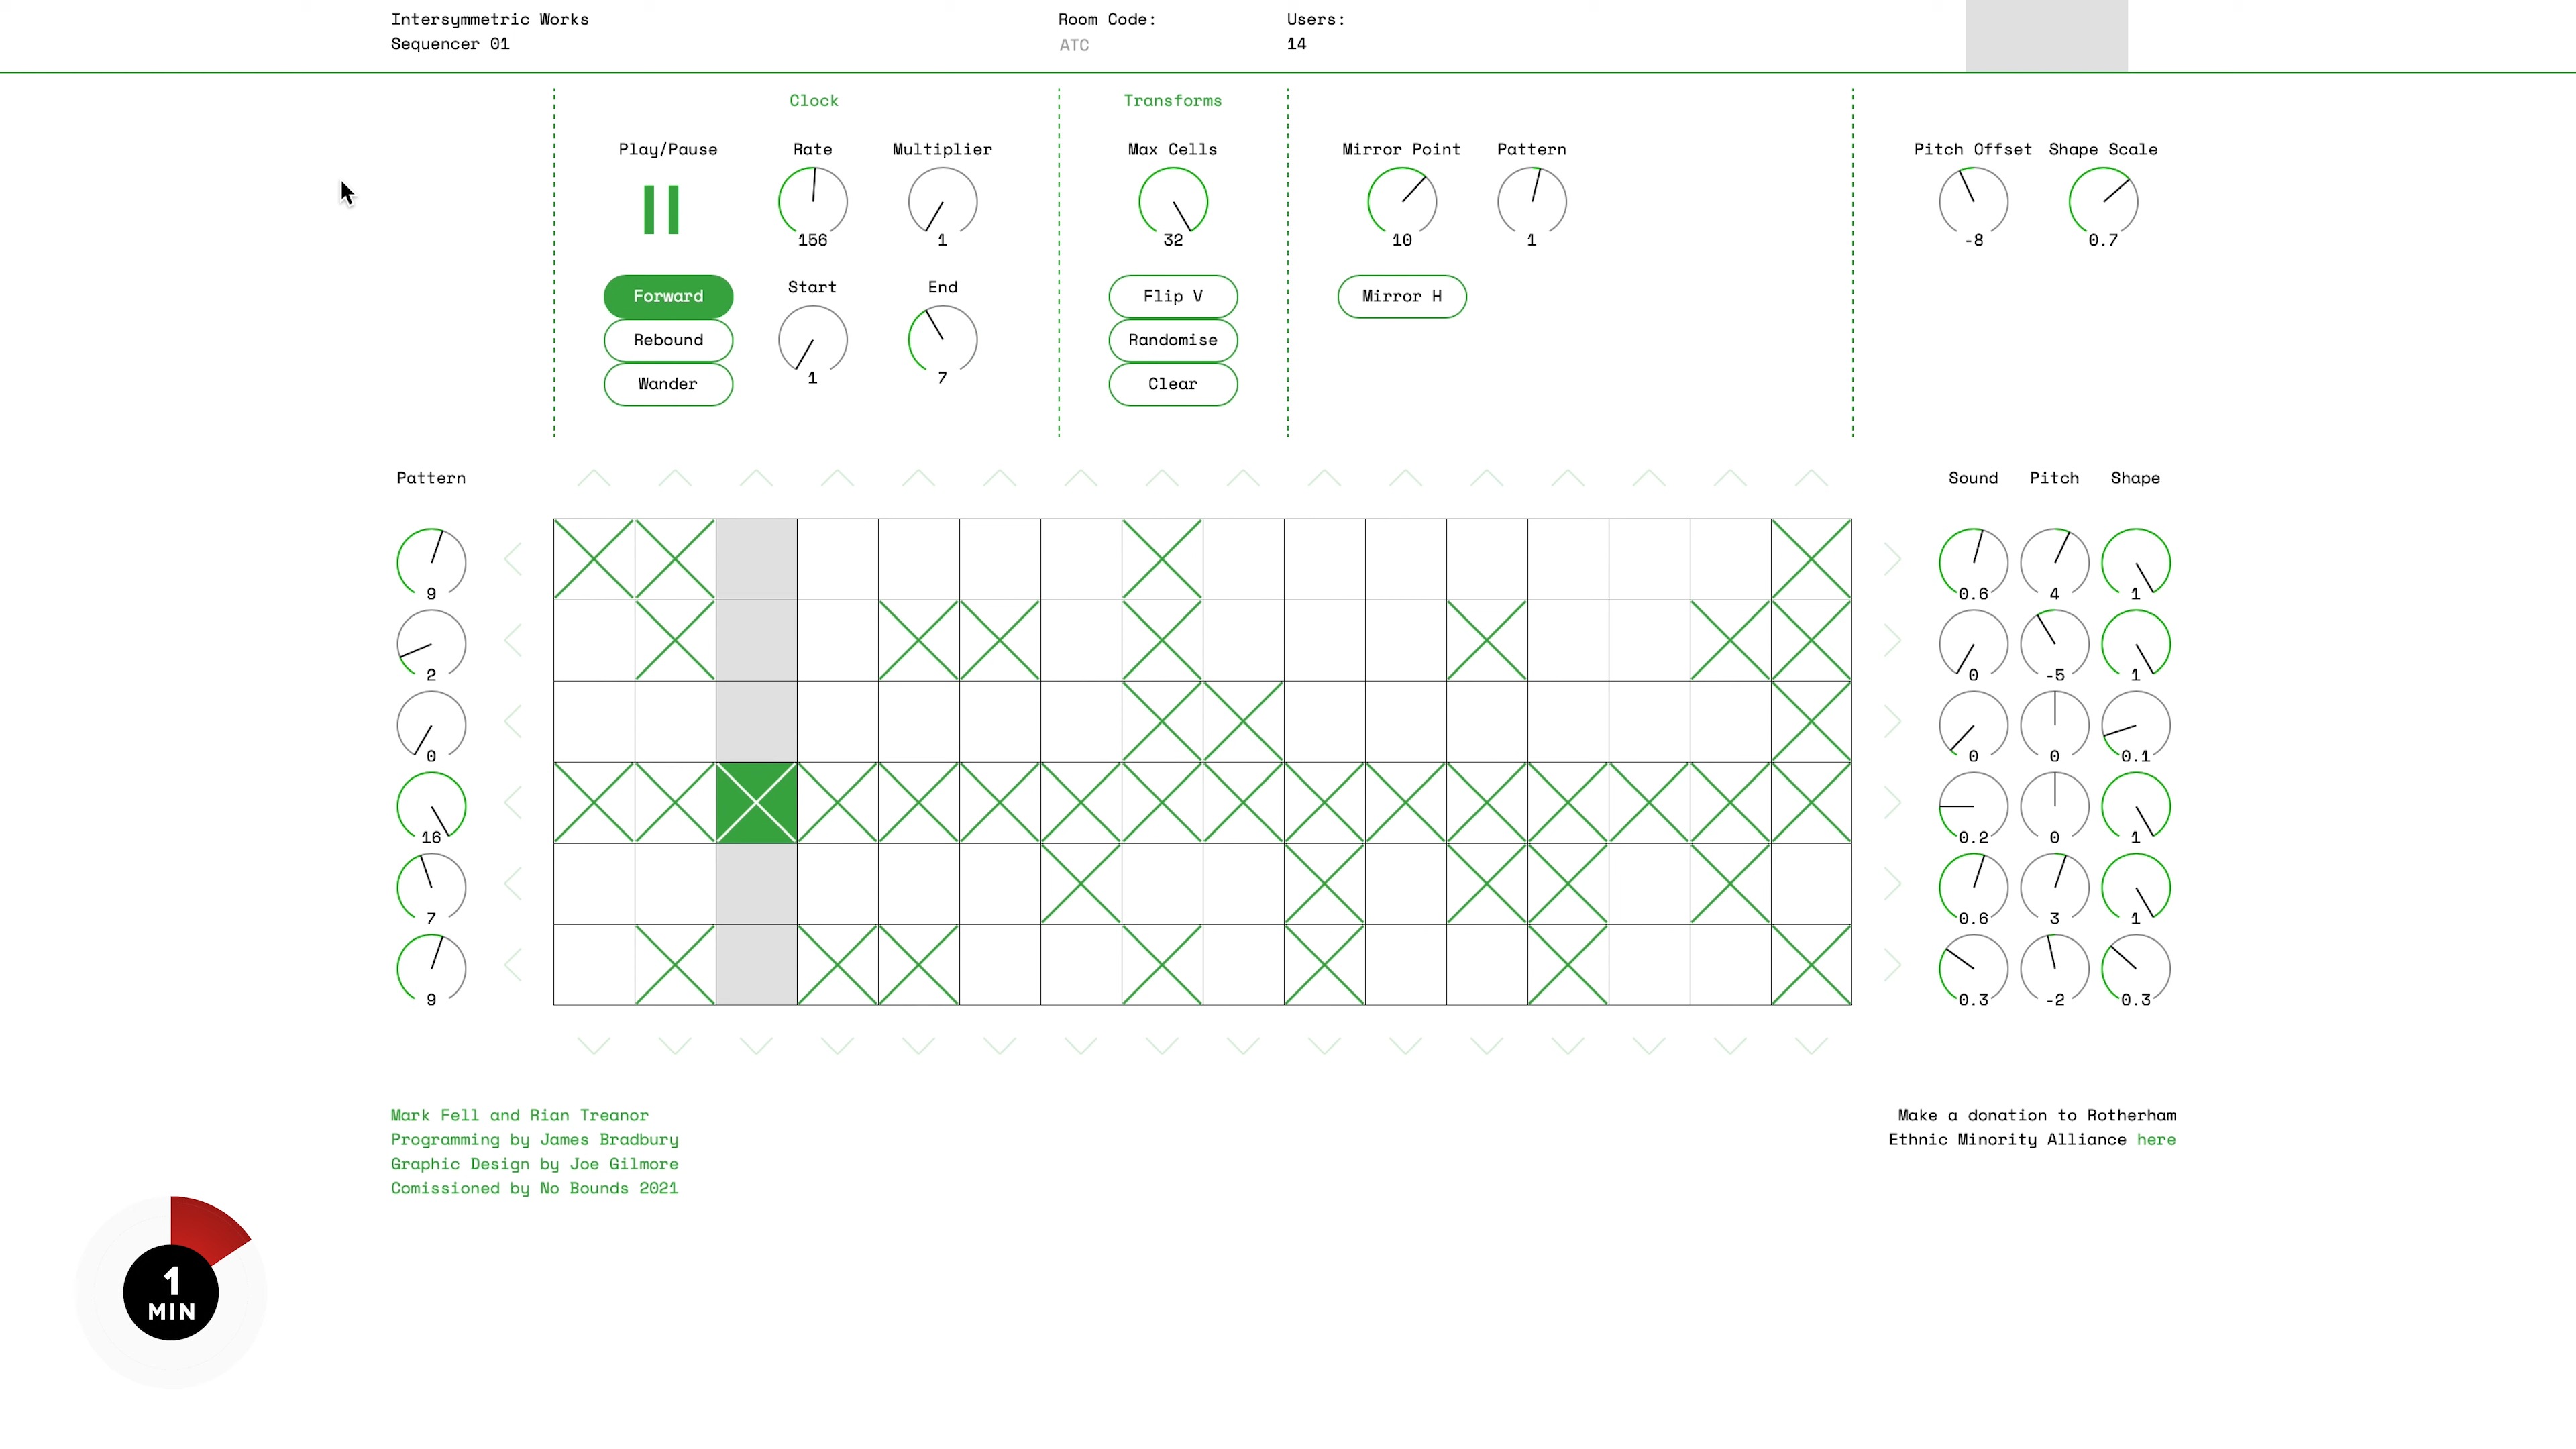 Intersymmetric Works
Sequencer 01
Room Code:
ATC
Users:
14
Clock
Transforms
Play/Pause
Rate
Multiplier
Max Cells
Mirror Point
Pattern
Pitch Offset
Shape Scale
156
1
32
10
1
-8
0.7
Forward
Rebound
Wander
Start
End
1
7
Flip V
Randomise
Clear
Mirror H
Pattern
Sound
Pitch
Shape
9
0.6
4
1
2
0
-5
1
0
0
0
0.1
16
0.2
0
1
7
0.6
3
1
9
0.3
-2
0.3
Mark Fell and Rian Treanor
Programming by James Bradbury
Graphic Design by Joe Gilmore
Comissioned by No Bounds 2021
Make a donation to Rotherham
Ethnic Minority Alliance here
1
MIN